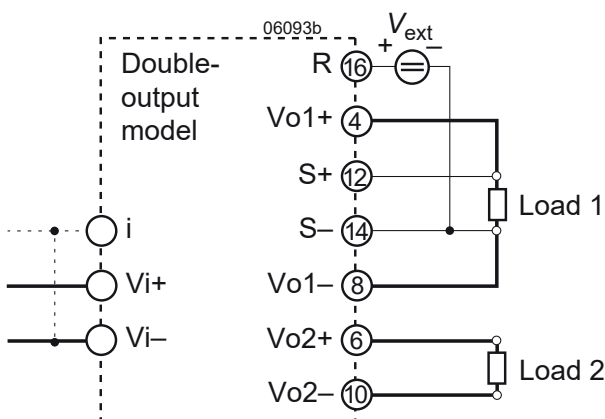 06093b
Double-
output
model
+ Vext –
R 16
Vo1+ 4
S+ 12
Load 1
i
S– 14
Vi+
Vo1– 8
Vi–
Vo2+ 6
Load 2
Vo2– 10